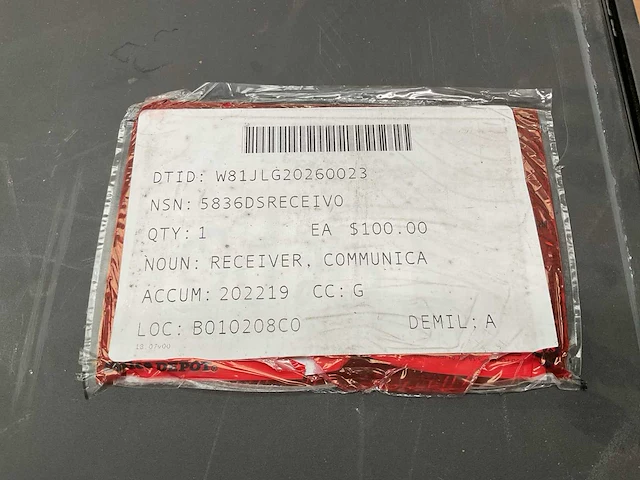 DTID: W81JLG20260023
NSN: 5836DSRECEIVO
QTY: 1 EA $100.00
NOUN: RECEIVER, COMMUNICA
ACCUM: 202219 CC: G
LOC: B010208C0 DEMIL: A